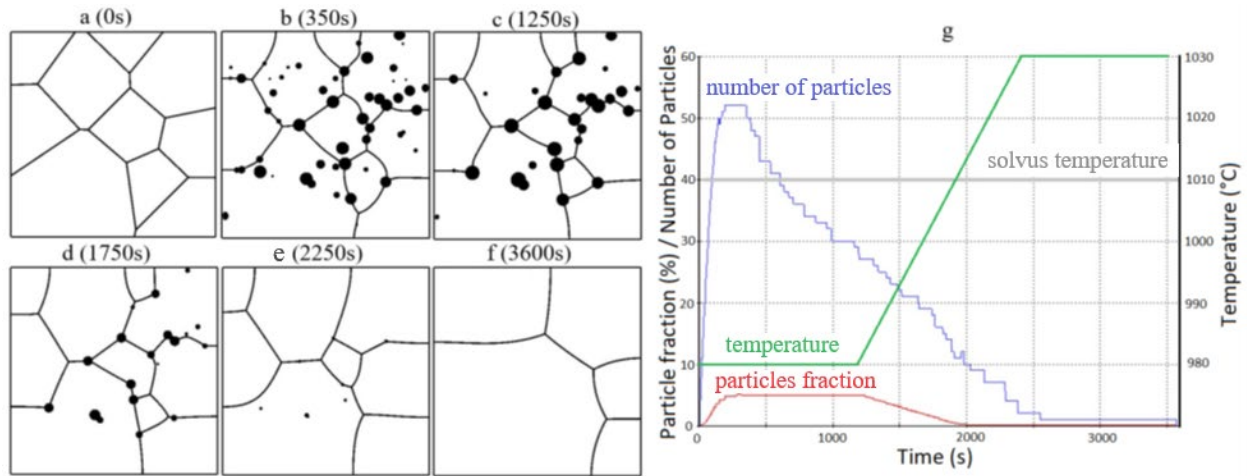 a (0s)
b (350s)
c (1250s)
d (1750s)
e (2250s)
f (3600s)
g
Particle fraction (%) / Number of Particles
60
50
40
30
20
10
0
number of particles
solvus temperature
temperature
particles fraction
1030
1020
1010
1000
990
980
Temperature (°C)
0
1000
2000
3000
Time (s)